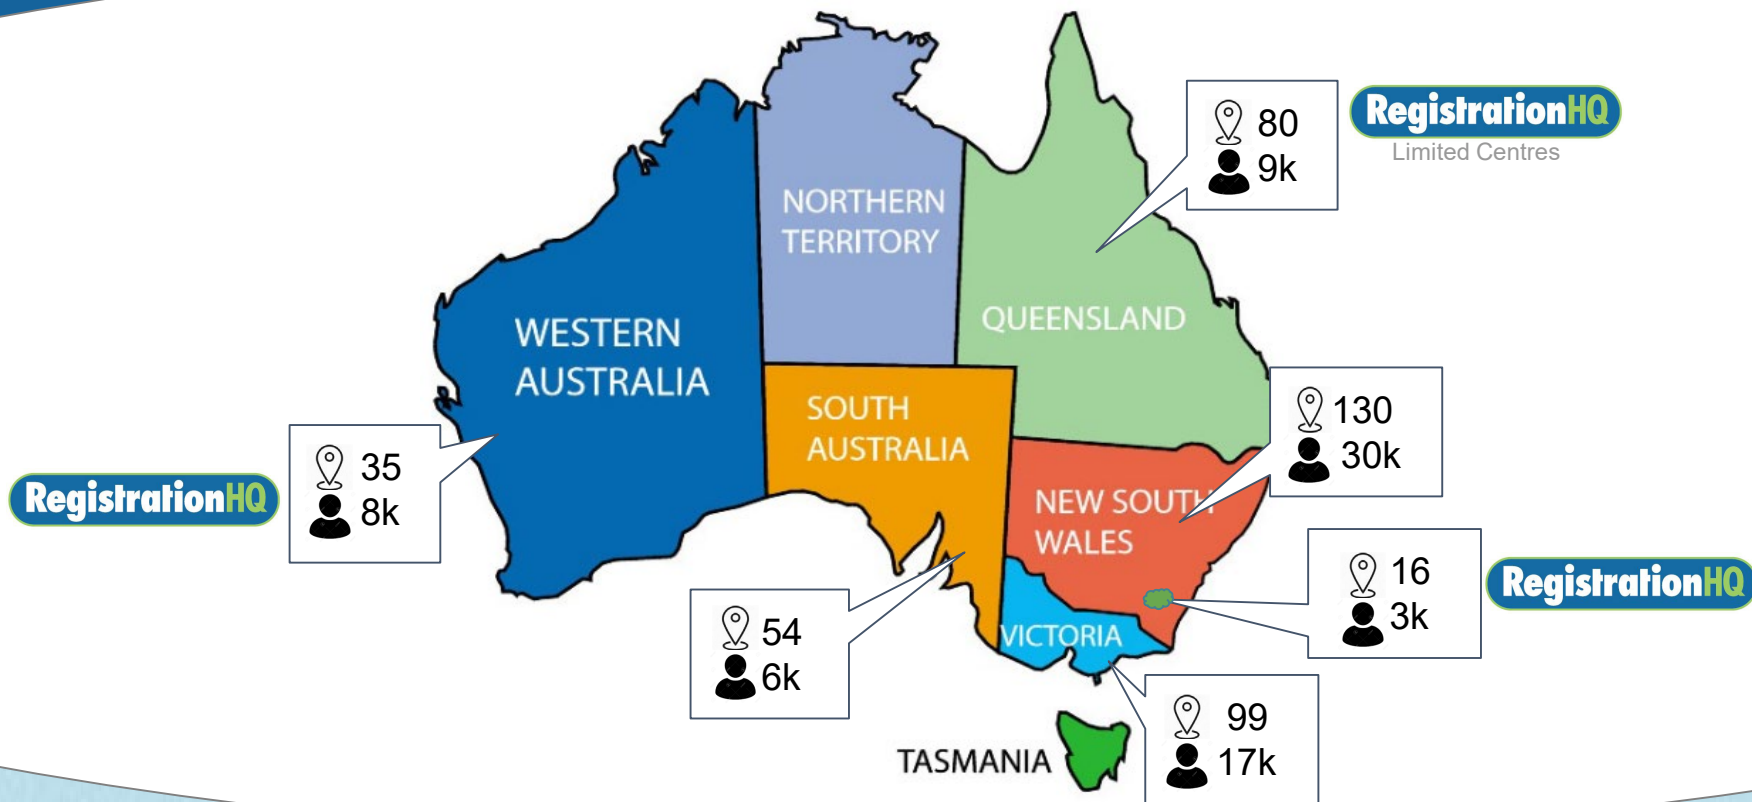 80
9k
RegistrationHQ
Limited Centres
NORTHERN
TERRITORY
QUEENSLAND
WESTERN
AUSTRALIA
SOUTH
AUSTRALIA
130
30k
RegistrationHQ
35
8k
NEW SOUTH
WALES
16
3k
RegistrationHQ
54
6k
VICTORIA
99
17k
TASMANIA